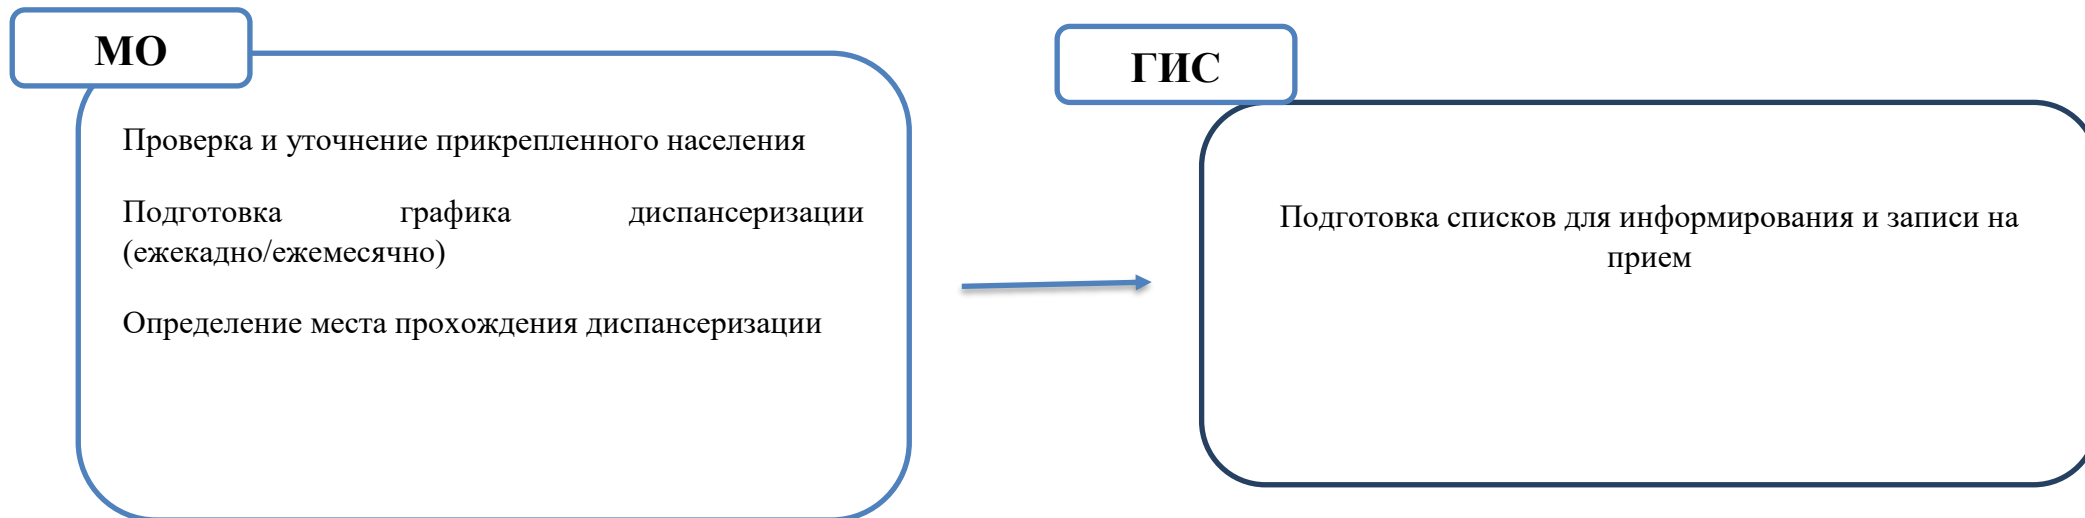 МО
Проверка и уточнение прикрепленного населения
Подготовка графика диспансеризации
(ежекадно/ежемесячно)
Определение места прохождения диспансеризации
ГИС
Подготовка списков для информирования и записи на
прием